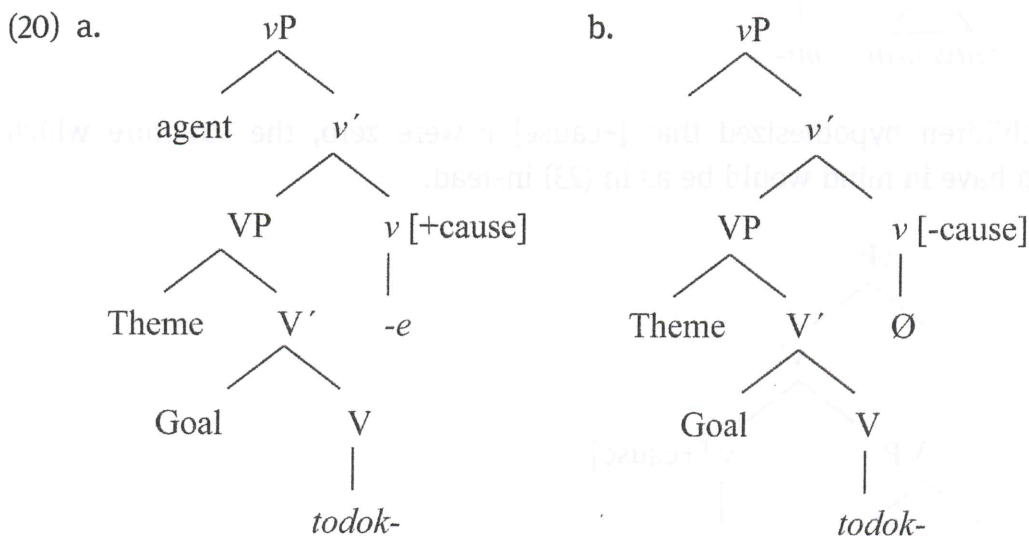 (20) a. vP b. vP
agent v´ v´
VP v [+cause] VP v [-cause]
Theme V´ -e Theme V´ Ø
Goal V Goal V
todok- todok-